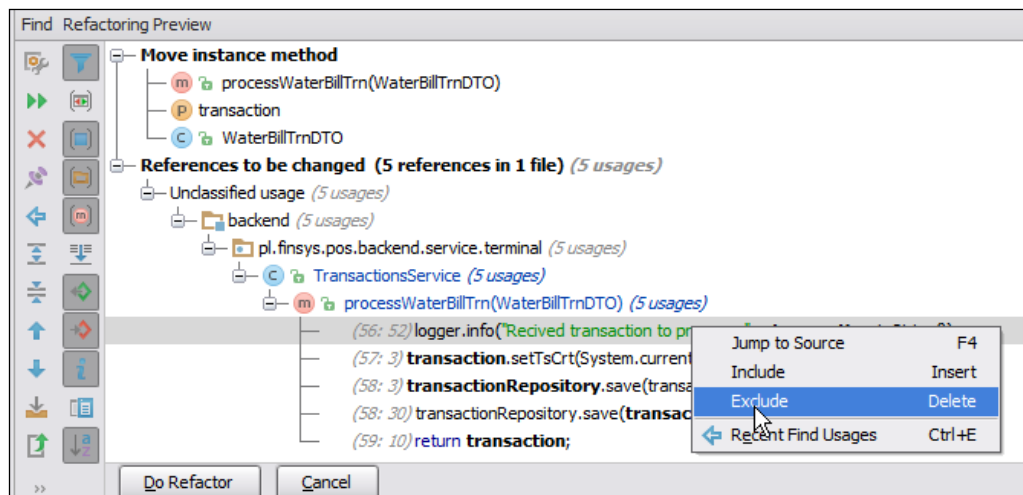 Find Refactoring Preview
Move instance method
m processWaterBillTrn(WaterBillTrnDTO)
P transaction
C WaterBillTrnDTO
References to be changed (5 references in 1 file) (5 usages)
Unclassified usage (5 usages)
backend (5 usages)
pl.finsys.pos.backend.service.terminal (5 usages)
C TransactionsService (5 usages)
m processWaterBillTrn(WaterBillTrnDTO) (5 usages)
(56: 52) logger.info("Recived transaction to pr
Jump to Source F4
(57: 3) transaction.setTsCrt(System.current
Include Insert
(58: 3) transactionRepository.save(transa
Exclude Delete
(58: 30) transactionRepository.save(transac
Recent Find Usages Ctrl+E
(59: 10) return transaction;
Do Refactor Cancel